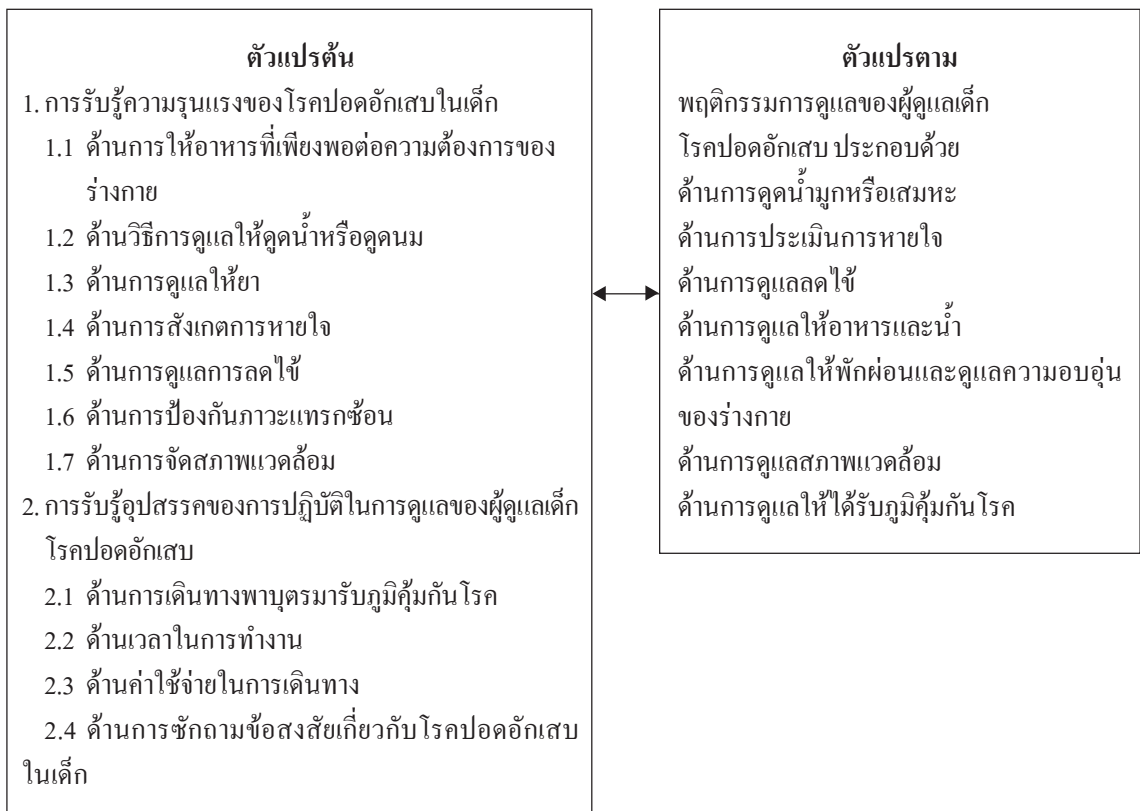 ตัวแปรต้น
1. การรับรู้ความรุนแรงของโรคปอดอักเสบในเด็ก
1.1 ด้านการให้อาหารที่เพียงพอต่อความต้องการของ
ร่างกาย
1.2 ด้านวิธีการดูแลให้ดูดน้ำหรือดูดนม
1.3 ด้านการดูแลให้ยา
1.4 ด้านการสังเกตการหายใจ
1.5 ด้านการดูแลการลดไข้
1.6 ด้านการป้องกันภาวะแทรกซ้อน
1.7 ด้านการจัดสภาพแวดล้อม
2. การรับรู้อุปสรรคของการปฏิบัติในการดูแลของผู้ดูแลเด็ก
โรคปอดอักเสบ
2.1 ด้านการเดินทางพาบุตรมารับภูมิคุ้มกันโรค
2.2 ด้านเวลาในการทำงาน
2.3 ด้านค่าใช้จ่ายในการเดินทาง
2.4 ด้านการซักถามข้อสงสัยเกี่ยวกับโรคปอดอักเสบ
ในเด็ก
ตัวแปรตาม
พฤติกรรมการดูแลของผู้ดูแลเด็ก
โรคปอดอักเสบ ประกอบด้วย
ด้านการดูดน้ำมูกหรือเสมหะ
ด้านการประเมินการหายใจ
ด้านการดูแลลดไข้
ด้านการดูแลให้อาหารและน้ำ
ด้านการดูแลให้พักผ่อนและดูแลความอบอุ่น
ของร่างกาย
ด้านการดูแลสภาพแวดล้อม
ด้านการดูแลให้ได้รับภูมิคุ้มกันโรค